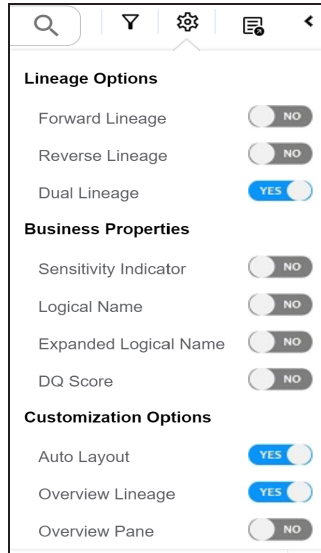 Lineage Options
Forward Lineage NO
Reverse Lineage NO
Dual Lineage YES
Business Properties
Sensitivity Indicator NO
Logical Name NO
Expanded Logical Name NO
DQ Score NO
Customization Options
Auto Layout YES
Overview Lineage YES
Overview Pane NO